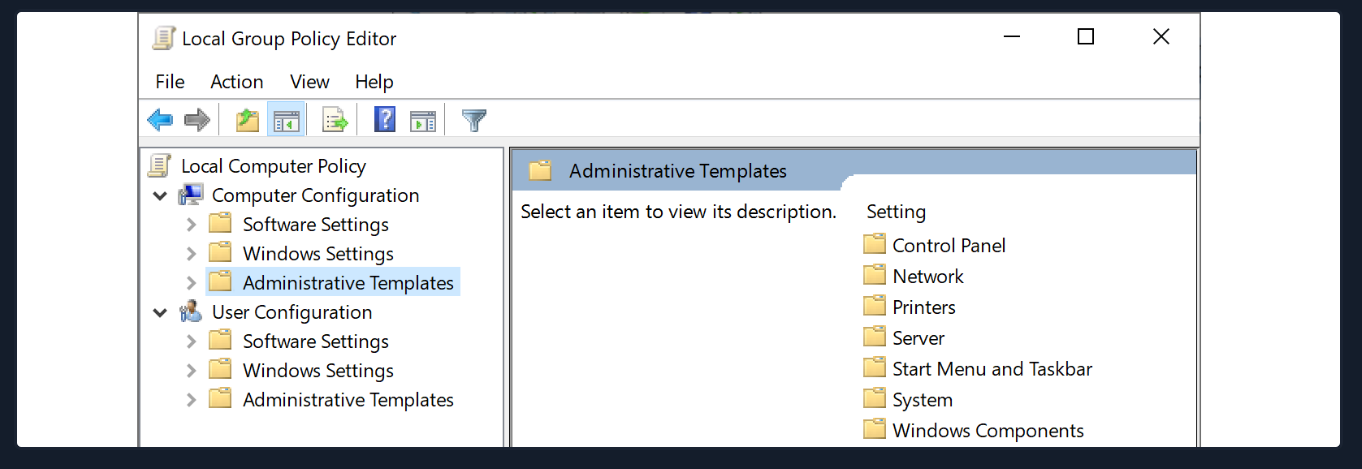 Local Group Policy Editor
File Action View Help
Local Computer Policy
Computer Configuration
Software Settings
Windows Settings
Administrative Templates
User Configuration
Software Settings
Windows Settings
Administrative Templates
Administrative Templates
Select an item to view its description.
Setting
Control Panel
Network
Printers
Server
Start Menu and Taskbar
System
Windows Components